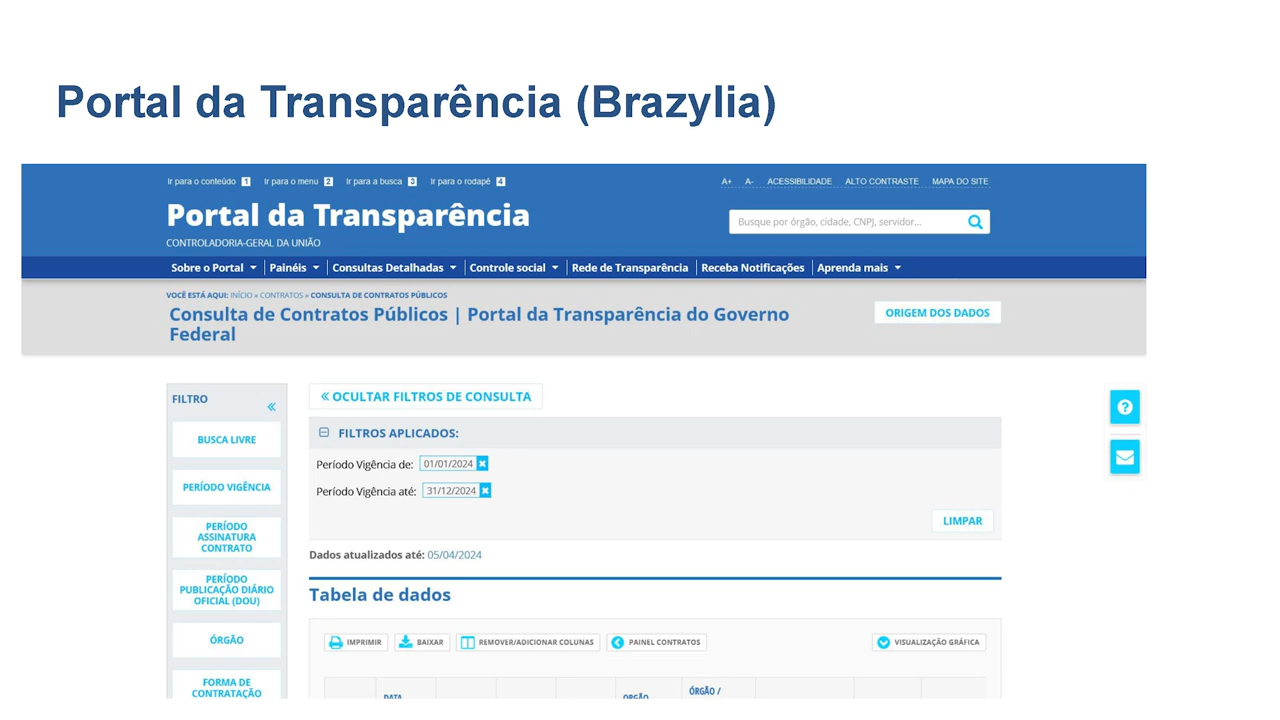 Portal da Transparência (Brazylia)
Ir para o conteúdo 1 Ir para o menu 2 Ir para a busca 3 Ir para o rodapé 4
A+ A- ACESSIBILIDADE ALTO CONTRASTE MAPA DO SITE
Portal da Transparência
Busque por órgão, cidade, CNPJ, servidor...
CONTROLADORIA-GERAL DA UNIÃO
Sobre o Portal Painéis Consultas Detalhadas Controle social Rede de Transparência Receba Notificações Aprenda mais
VOCÊ ESTÁ AQUI: INÍCIO » CONTRATOS » CONSULTA DE CONTRATOS PÚBLICOS
Consulta de Contratos Públicos | Portal da Transparência do Governo
Federal
ORIGEM DOS DADOS
FILTRO
BUSCA LIVRE
PERÍODO VIGÊNCIA
PERÍODO
ASSINATURA
CONTRATO
PERÍODO
PUBLICAÇÃO DIÁRIO
OFICIAL (DOU)
ÓRGÃO
FORMA DE
CONTRATAÇÃO
« OCULTAR FILTROS DE CONSULTA
FILTROS APLICADOS:
Período Vigência de: 01/01/2024
Período Vigência até: 31/12/2024
LIMPAR
Dados atualizados até: 05/04/2024
Tabela de dados
IMPRIMIR BAIXAR REMOVER/ADICIONAR COLUNAS PAINEL CONTRATOS VISUALIZAÇÃO GRÁFICA
DATA ORGÃO ÓRGÃO /